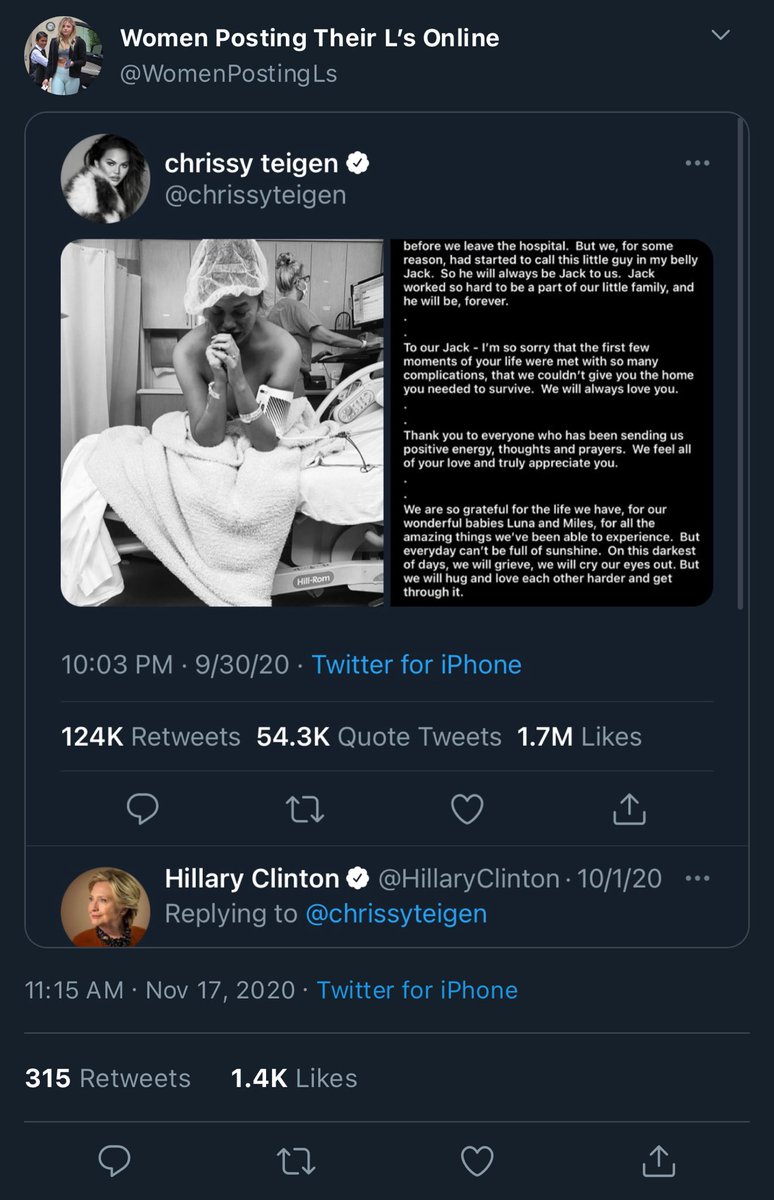 Women Posting Their L’s Online
@WomenPostingLs
chrissy teigen
@chrissyteigen
before we leave the hospital. But we, for some
reason, had started to call this little guy in my belly
Jack. So he will always be Jack to us. Jack
worked so hard to be a part of our little family, and
he will be, forever.
.
.
To our Jack - I’m so sorry that the first few
moments of your life were met with so many
complications, that we couldn’t give you the home
you needed to survive. We will always love you.
.
.
Thank you to everyone who has been sending us
positive energy, thoughts and prayers. We feel all
of your love and truly appreciate you.
.
.
We are so grateful for the life we have, for our
wonderful babies Luna and Miles, for all the
amazing things we’ve been able to experience. But
everyday can’t be full of sunshine. On this darkest
of days, we will grieve, we will cry our eyes out. But
we will hug and love each other harder and get
through it.
Hill-Rom
10:03 PM · 9/30/20 · Twitter for iPhone
124K Retweets 54.3K Quote Tweets 1.7M Likes
Hillary Clinton @HillaryClinton · 10/1/20
Replying to @chrissyteigen
11:15 AM · Nov 17, 2020 · Twitter for iPhone
315 Retweets 1.4K Likes